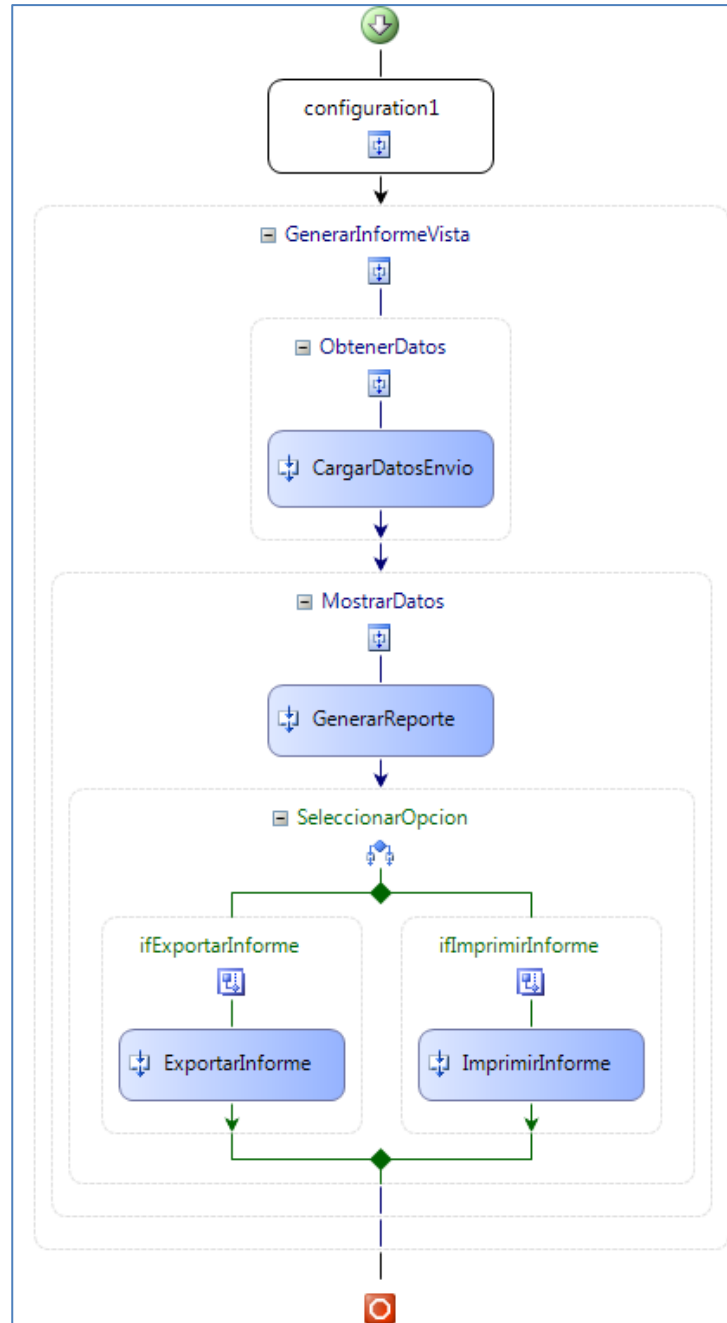 configuration1
GenerarInformeVista
ObtenerDatos
CargarDatosEnvio
MostrarDatos
GenerarReporte
SeleccionarOpcion
ifExportarInforme
ifImprimirInforme
ExportarInforme
ImprimirInforme